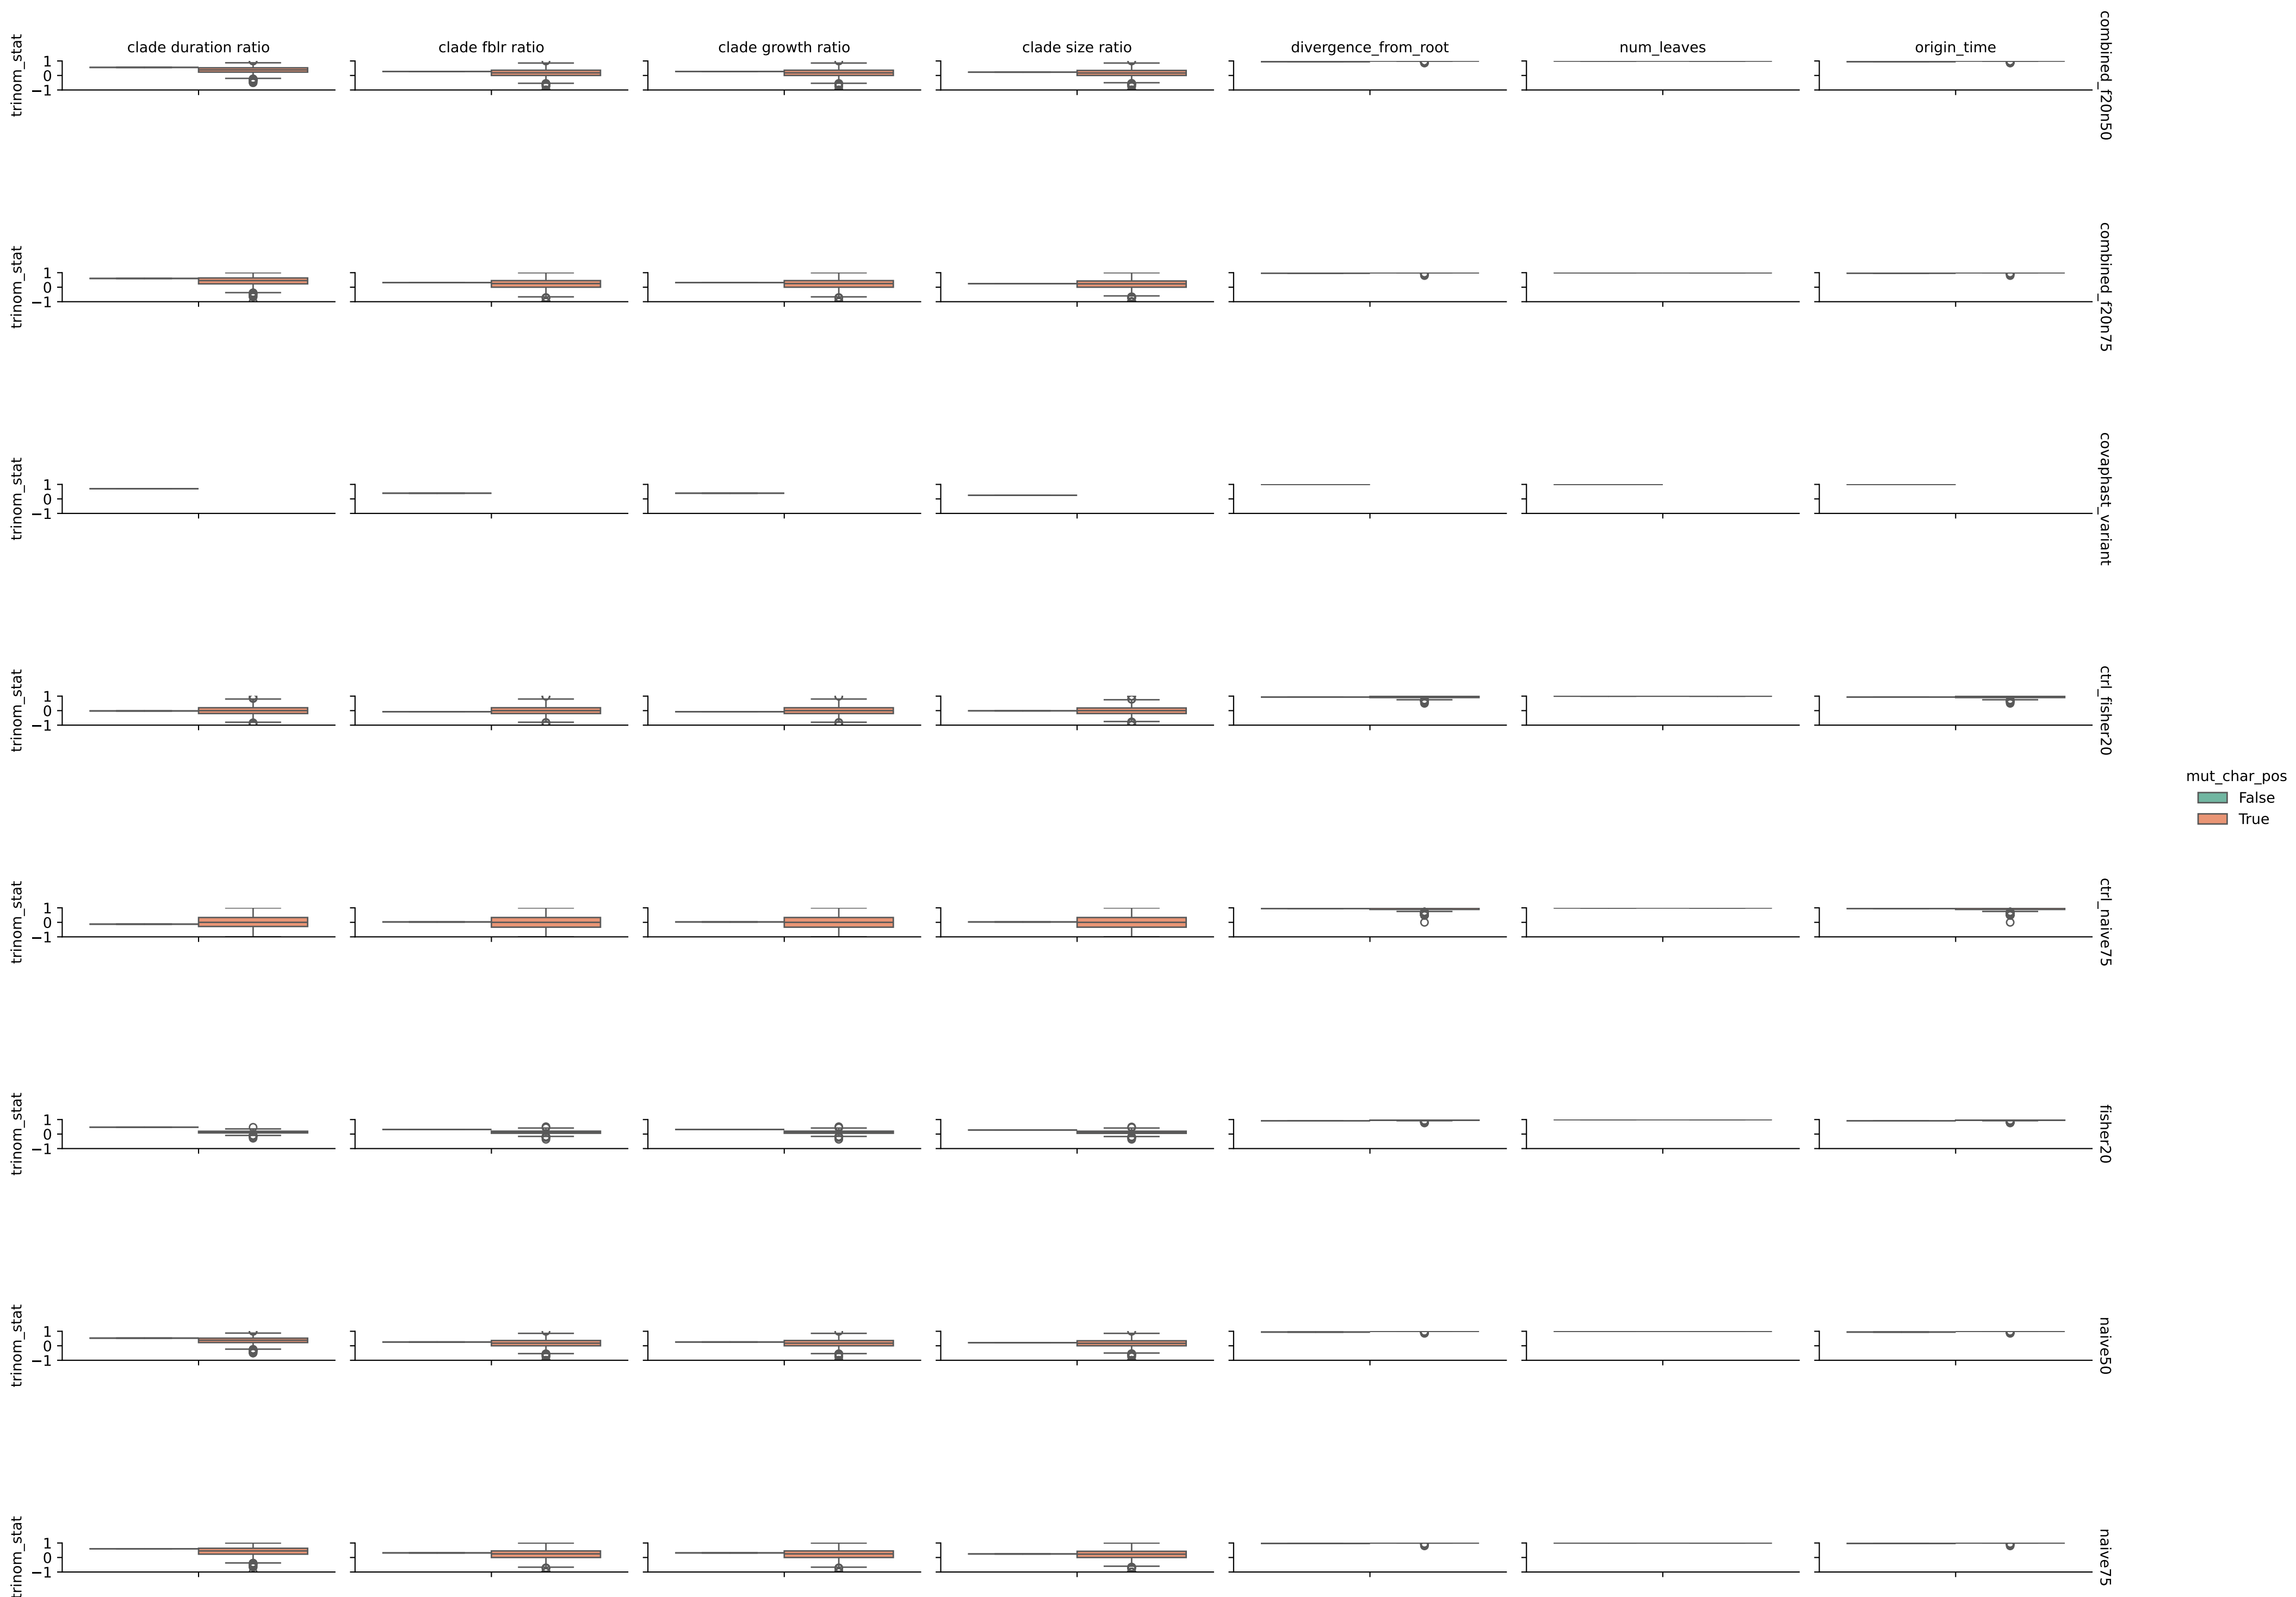 clade duration ratio
clade fblr ratio
clade growth ratio
clade size ratio
divergence_from_root
num_leaves
origin_time
trinom_stat
1
0
−1
combined_f20n50
trinom_stat
1
0
−1
combined_f20n75
trinom_stat
1
0
−1
covaphast_variant
trinom_stat
1
0
−1
ctrl_fisher20
mut_char_pos
False
True
trinom_stat
1
0
−1
ctrl_naive75
trinom_stat
1
0
−1
fisher20
trinom_stat
1
0
−1
naive50
trinom_stat
1
0
−1
naive75